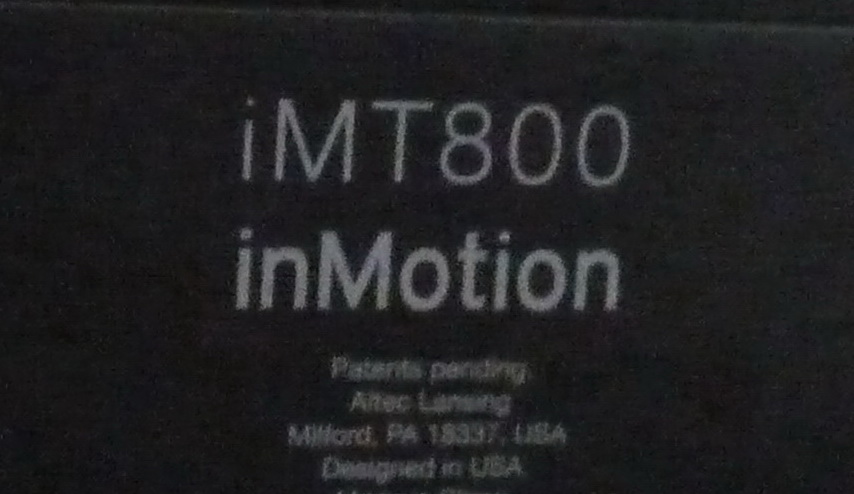 iMT800
inMotion
Patents pending
Altec Lansing
Milford, PA 18337, USA
Designed in USA